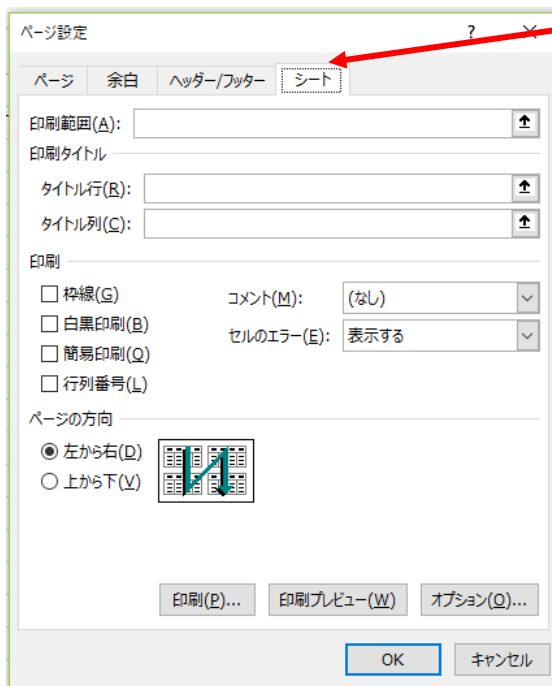 ページ設定 ?
ページ 余白 ヘッダー/フッター シート
印刷範囲(A):
印刷タイトル
タイトル行(R):
タイトル列(C):
印刷
枠線(G) コメント(M): (なし)
白黒印刷(B) セルのエラー(E): 表示する
簡易印刷(Q)
行列番号(L)
ページの方向
左から右(D)
上から下(V)
印刷(P)... 印刷プレビュー(W) オプション(O)...
OK キャンセル